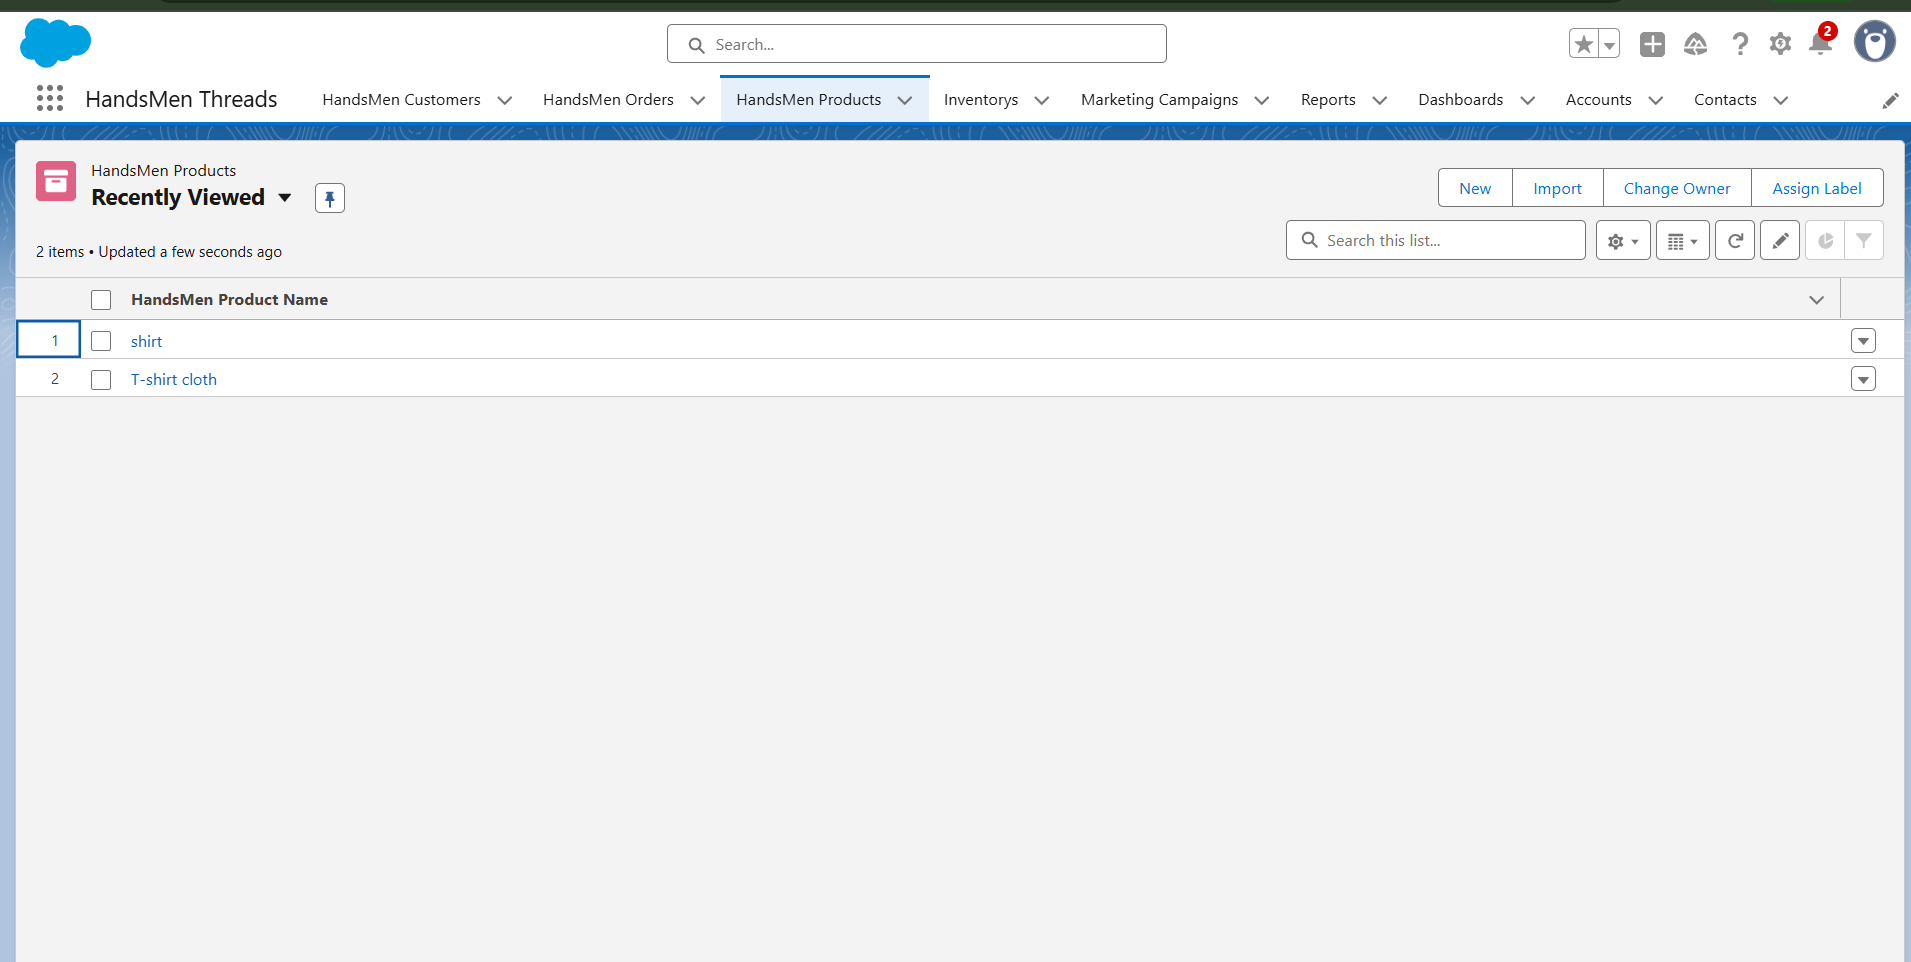 Search...
2
HandsMen Threads
HandsMen Customers
HandsMen Orders
HandsMen Products
Inventorys
Marketing Campaigns
Reports
Dashboards
Accounts
Contacts
HandsMen Products
Recently Viewed
New
Import
Change Owner
Assign Label
2 items • Updated a few seconds ago
Search this list...
HandsMen Product Name
1
shirt
2
T-shirt cloth